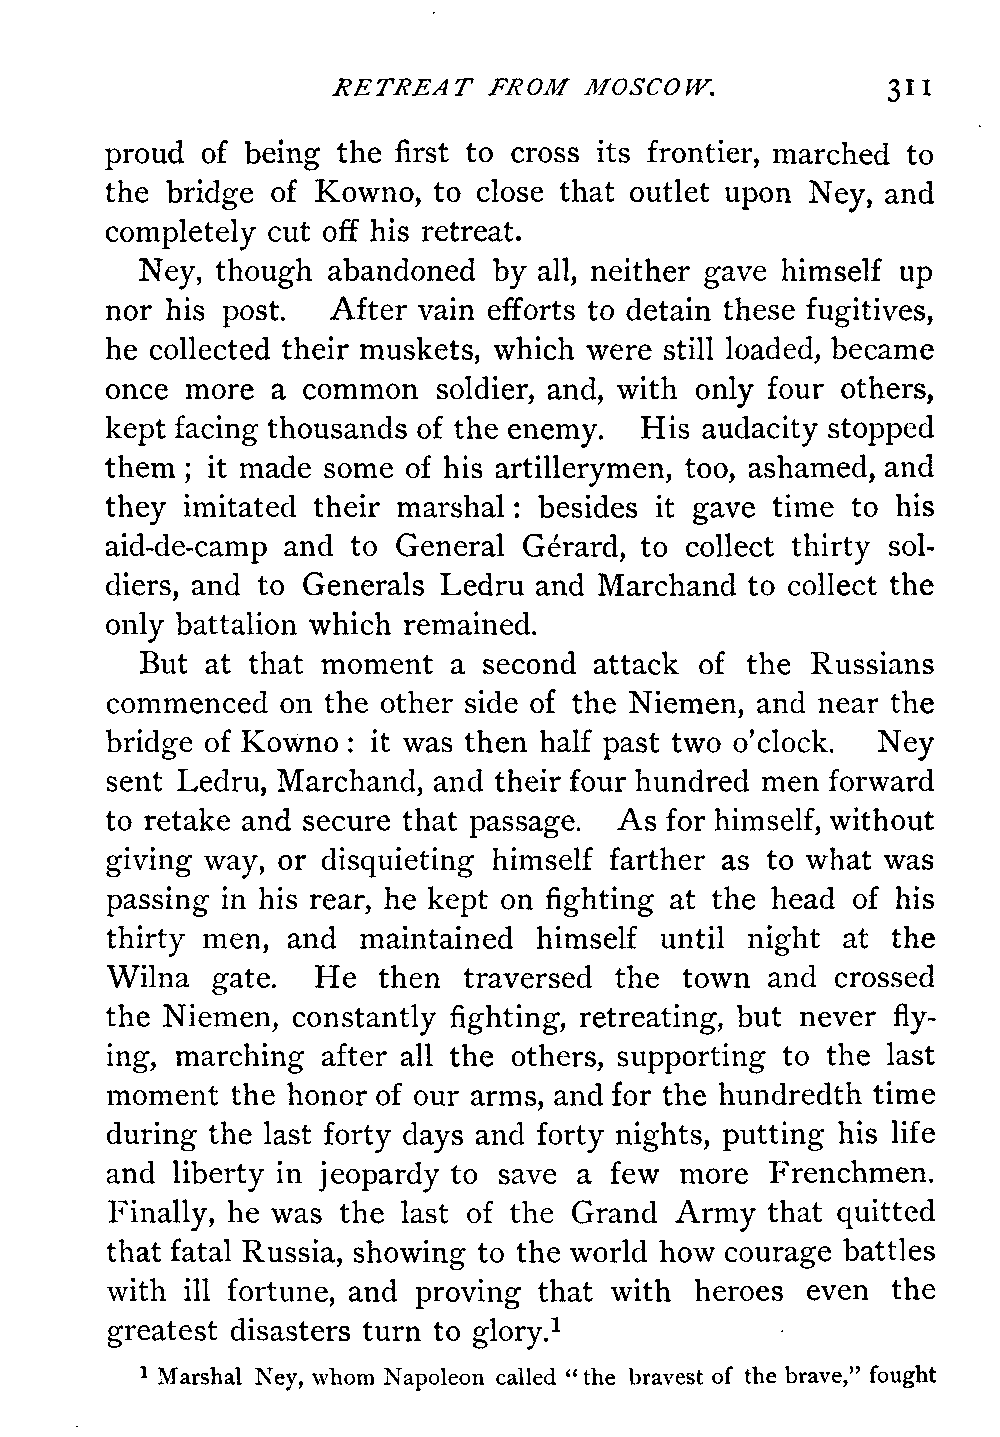 RETREAT FROM MOSCOW. 311
proud of being the first to cross its frontier, marched to
the bridge of Kowno, to close that outlet upon Ney, and
completely cut off his retreat.
Ney, though abandoned by all, neither gave himself up
nor his post. After vain efforts to detain these fugitives,
he collected their muskets, which were still loaded, became
once more a common soldier, and, with only four others,
kept facing thousands of the enemy. His audacity stopped
them ; it made some of his artillerymen, too, ashamed, and
they imitated their marshal : besides it gave time to his
aid-de-camp and to General Gérard, to collect thirty sol-
diers, and to Generals Ledru and Marchand to collect the
only battalion which remained.
But at that moment a second attack of the Russians
commenced on the other side of the Niemen, and near the
bridge of Kowno : it was then half past two o'clock. Ney
sent Ledru, Marchand, and their four hundred men forward
to retake and secure that passage. As for himself, without
giving way, or disquieting himself farther as to what was
passing in his rear, he kept on fighting at the head of his
thirty men, and maintained himself until night at the
Wilna gate. He then traversed the town and crossed
the Niemen, constantly fighting, retreating, but never fly-
ing, marching after all the others, supporting to the last
moment the honor of our arms, and for the hundredth time
during the last forty days and forty nights, putting his life
and liberty in jeopardy to save a few more Frenchmen.
Finally, he was the last of the Grand Army that quitted
that fatal Russia, showing to the world how courage battles
with ill fortune, and proving that with heroes even the
greatest disasters turn to glory.¹
¹ Marshal Ney, whom Napoleon called "the bravest of the brave," fought